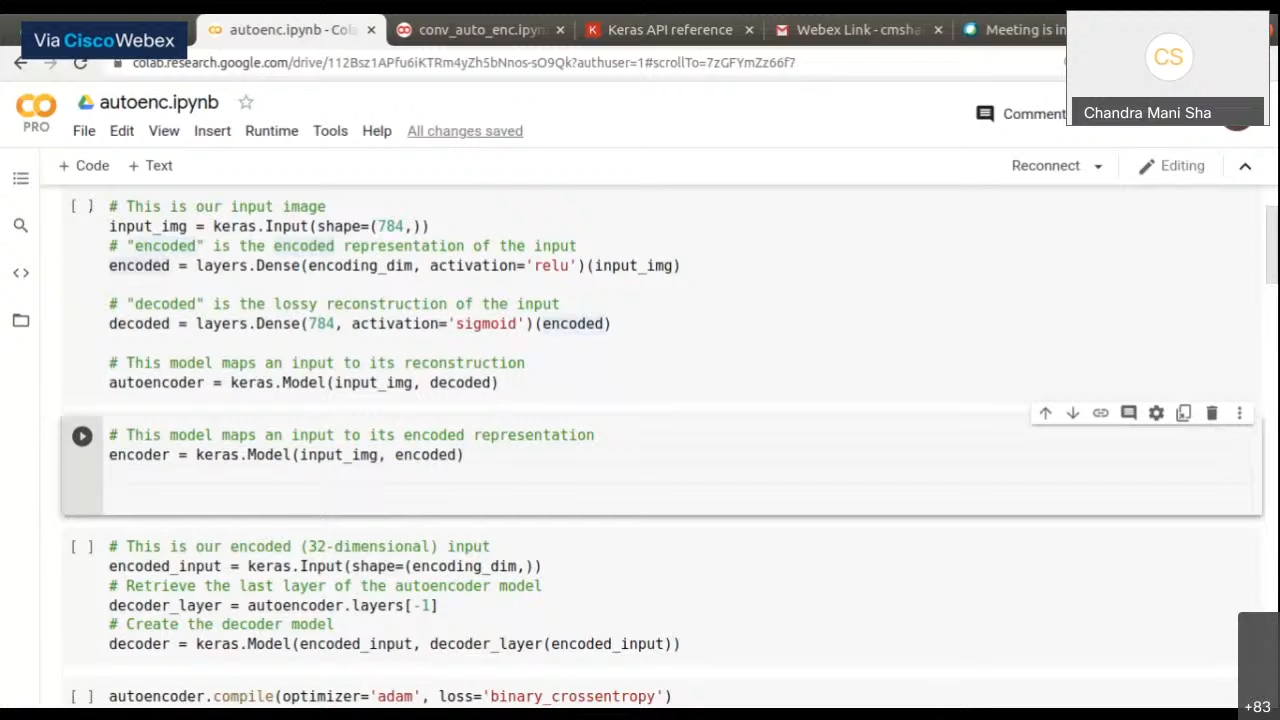 Via Cisco Webex
autoenc.ipynb - Cola
conv_auto_enc.ipynb
Keras API reference
Webex Link - cmsha
Meeting is in
colab.research.google.com/drive/112Bsz1APfu6iKTRm4yZh5bNnos-sO9Qk?authuser=1#scrollTo=7zGFYmZz66f7
CS
Chandra Mani Sha
PRO
autoenc.ipynb
File Edit View Insert Runtime Tools Help All changes saved
Comment
+ Code + Text
Reconnect
Editing
[ ] # This is our input image
input_img = keras.Input(shape=(784,))
# "encoded" is the encoded representation of the input
encoded = layers.Dense(encoding_dim, activation='relu')(input_img)
# "decoded" is the lossy reconstruction of the input
decoded = layers.Dense(784, activation='sigmoid')(encoded)
# This model maps an input to its reconstruction
autoencoder = keras.Model(input_img, decoded)
# This model maps an input to its encoded representation
encoder = keras.Model(input_img, encoded)
[ ] # This is our encoded (32-dimensional) input
encoded_input = keras.Input(shape=(encoding_dim,))
# Retrieve the last layer of the autoencoder model
decoder_layer = autoencoder.layers[-1]
# Create the decoder model
decoder = keras.Model(encoded_input, decoder_layer(encoded_input))
[ ] autoencoder.compile(optimizer='adam', loss='binary_crossentropy')
+83